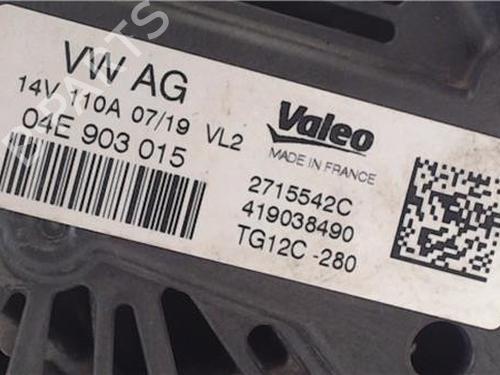 VW AG
14V 110A 07/19 VL2
04E 903 015
Valeo
MADE IN FRANCE
2715542C
419038490
TG12C -280